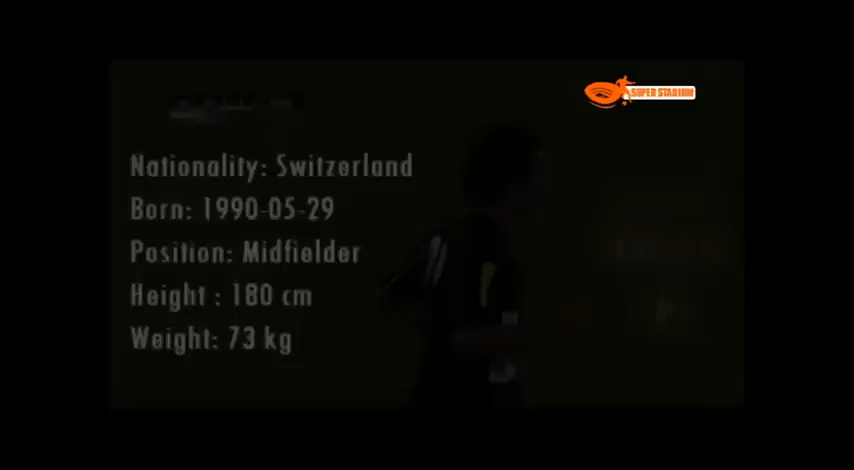 SUPER STADIUM
Nationality: Switzerland
Born: 1990-05-29
Position: Midfielder
Height : 180 cm
Weight: 73 kg